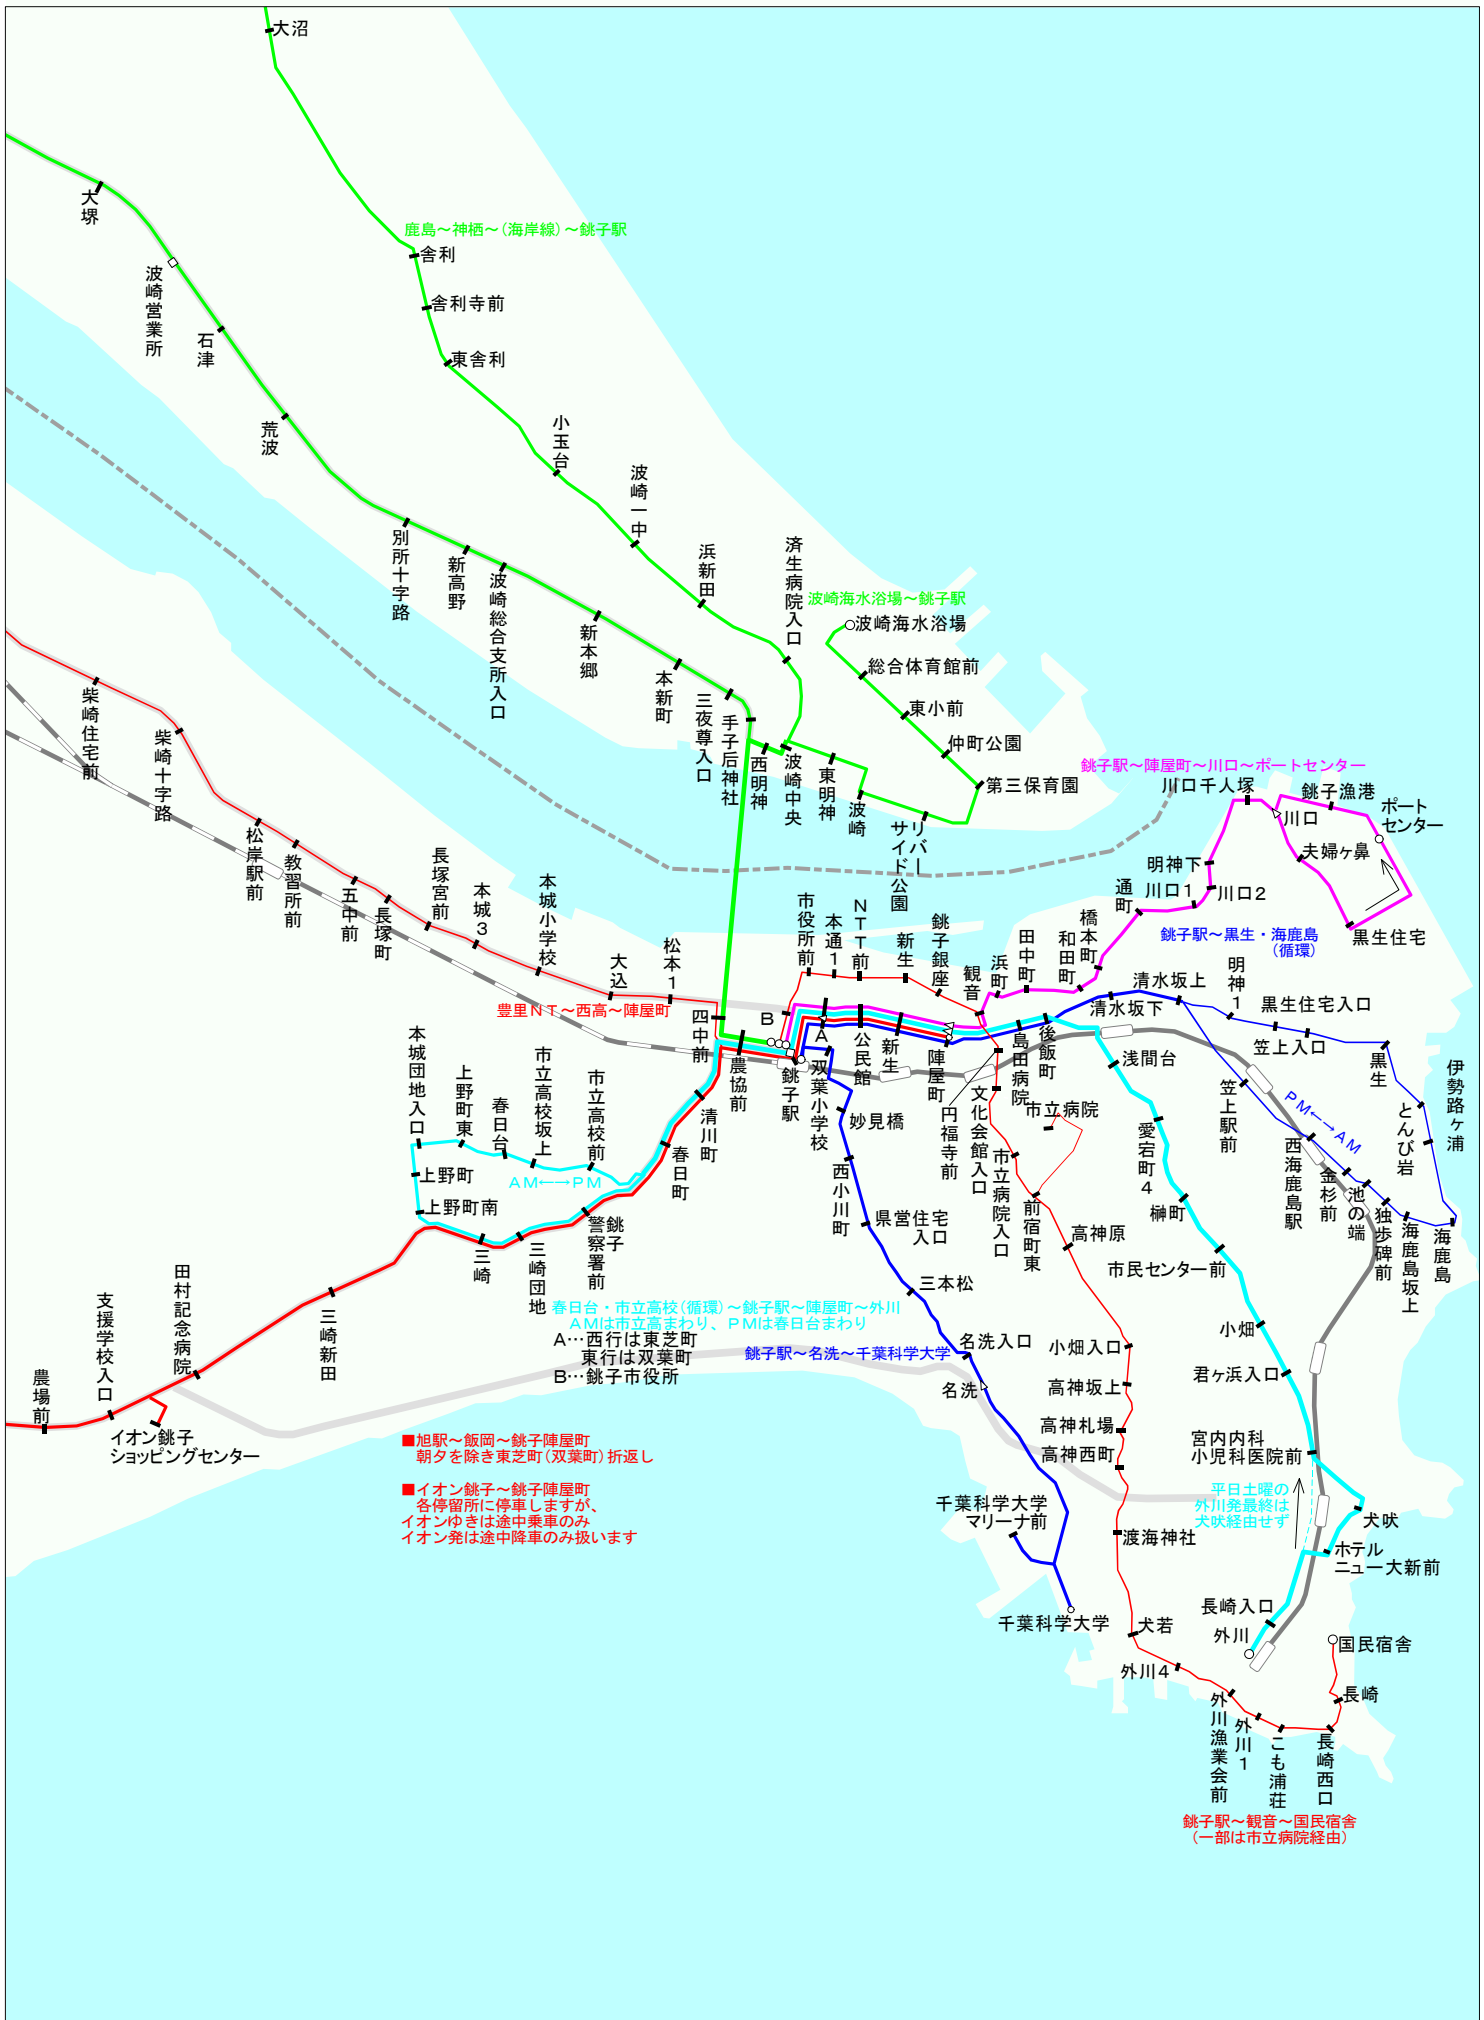 大沼
大堺
波崎営業所
鹿島～神栖～(海岸線)～銚子駅
舎利
石津
舎利寺前
東舎利
荒波
小玉台
波崎一中
別所十字路
新高野
波崎総合支所入口
浜新田
済生病院入口
波崎海水浴場～銚子駅
波崎海水浴場
新本郷
総合体育館前
本新町
東小前
三夜尊入口
手子后神社
仲町公園
西明神
波崎中央
東明神
波崎
第三保育園
リバー
サイド公園
柴崎住宅前
柴崎十字路
松岸駅前
教習所前
五中前
長塚町
長塚宮前
本城3
本城小学校
大込
松本1
豊里NT～西高～陣屋町
四中前
農協前
銚子駅～陣屋町～川口～ポートセンター
川口千人塚
銚子漁港
ポート
センター
川口
夫婦ヶ鼻
明神下
川口1
川口2
通町
黒生住宅
橋本町
和田町
田中町
浜町
観音
銚子銀座
新生
NTT前
本通1
市役所前
B
A
公民館
新生
陣屋町
銚子駅
双葉小学校
円福寺前
文化会館入口
島田病院
後飯町
銚子駅～黒生・海鹿島
(循環)
清水坂下
清水坂上
明神1
黒生住宅入口
笠上入口
黒生
伊勢路ヶ浦
とんび岩
浅間台
笠上駅前
PM←→AM
西海鹿島駅
金杉前
池の端
独歩碑前
海鹿島坂上
海鹿島
市立病院
愛宕町4
榊町
市民センター前
小畑
君ヶ浜入口
宮内内科
小児科医院前
平日土曜の
外川発最終は
犬吠経由せず
犬吠
ホテル
ニュー大新前
長崎入口
外川
国民宿舎
長崎
長崎西口
こも浦荘
外川1
外川漁業会前
外川4
犬若
渡海神社
高神西町
高神札場
高神坂上
小畑入口
高神原
前宿町東
市立病院入口
銚子駅～観音～国民宿舎
(一部は市立病院経由)
妙見橋
西小川町
県営住宅
入口
三本松
名洗入口
名洗
銚子駅～名洗～千葉科学大学
千葉科学大学
マリーナ前
千葉科学大学
清川町
春日町
本城団地入口
上野町東
春日台
市立高校坂上
市立高校前
AM←→PM
上野町
上野町南
三崎
三崎団地
銚子
警察署前
春日台・市立高校(循環)～銚子駅～陣屋町～外川
AMは市立高まわり、PMは春日台まわり
A…西行は東芝町
東行は双葉町
B…銚子市役所
三崎新田
田村記念病院
支援学校入口
農場前
イオン銚子
ショッピングセンター
■旭駅～飯岡～銚子陣屋町
朝夕を除き東芝町(双葉町)折返し
■イオン銚子～銚子陣屋町
各停留所に停車しますが、
イオンゆきは途中乗車のみ
イオン発は途中降車のみ扱います